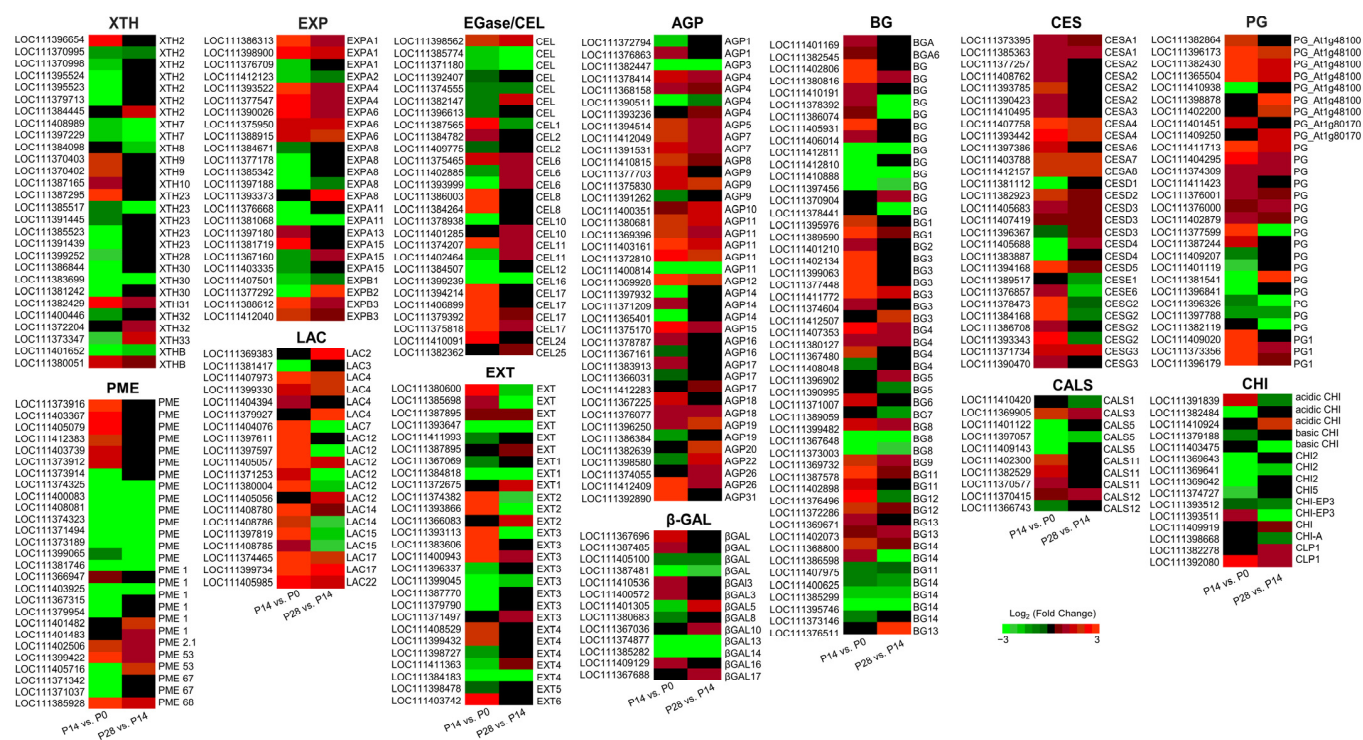 XTH
LOC111396654 XTH2
LOC111370995 XTH2
LOC111370998 XTH2
LOC111395524 XTH2
LOC111395523 XTH2
LOC111379713 XTH2
LOC111384445 XTH2
LOC111408989 XTH7
LOC111397229 XTH7
LOC111384098 XTH8
LOC111370403 XTH9
LOC111370402 XTH9
LOC111387165 XTH10
LOC111387295 XTH23
LOC111385517 XTH23
LOC111391445 XTH23
LOC111385523 XTH23
LOC111391439 XTH23
LOC111399252 XTH28
LOC111386844 XTH30
LOC111383699 XTH30
LOC111381242 XTH30
LOC111382429 XTH31
LOC111400446 XTH32
LOC111372204 XTH32
LOC111373347 XTH33
LOC111401652 XTHB
LOC111380051 XTHB
PME
LOC111373916 PME
LOC111403367 PME
LOC111405079 PME
LOC111412383 PME
LOC111403739 PME
LOC111373912 PME
LOC111373914 PME
LOC111374325 PME
LOC111400083 PME
LOC111408081 PME
LOC111374323 PME
LOC111371494 PME
LOC111373189 PME
LOC111399065 PME
LOC111381746 PME 1
LOC111366947 PME 1
LOC111403925 PME 1
LOC111367315 PME 1
LOC111379954 PME 1
LOC111401482 PME 1
LOC111401483 PME 2.1
LOC111402506 PME 53
LOC111399422 PME 53
LOC111405716 PME 67
LOC111371342 PME 67
LOC111371037 PME 68
LOC111385928
P14 vs. P0
P28 vs. P14
EXP
LOC111386313 EXPA1
LOC111398900 EXPA1
LOC111376709 EXPA1
LOC111412123 EXPA2
LOC111393522 EXPA4
LOC111377547 EXPA4
LOC111390026 EXPA6
LOC111375950 EXPA6
LOC111388915 EXPA6
LOC111384671 EXPA8
LOC111377178 EXPA8
LOC111385342 EXPA8
LOC111397188 EXPA8
LOC111393373 EXPA8
LOC111376668 EXPA11
LOC111381068 EXPA11
LOC111397180 EXPA13
LOC111381719 EXPA15
LOC111367160 EXPA15
LOC111403335 EXPA15
LOC111407501 EXPB1
LOC111377292 EXPB2
LOC111308612 EXPB3
LOC111412040 EXPB3
LAC
LOC111369383 LAC2
LOC111381417 LAC3
LOC111407973 LAC4
LOC111399330 LAC4
LOC111404394 LAC4
LOC111379927 LAC4
LOC111404076 LAC7
LOC111397611 LAC12
LOC111397597 LAC12
LOC111405057 LAC12
LOC111371253 LAC12
LOC111380004 LAC12
LOC111405056 LAC12
LOC111408780 LAC14
LOC111408786 LAC14
LOC111397819 LAC15
LOC111408785 LAC15
LOC111374465 LAC17
LOC111399734 LAC17
LOC111405985 LAC22
P14 vs. P0
P28 vs. P14
EGase/CEL
LOC111398562 CEL
LOC111385774 CEL
LOC111371180 CEL
LOC111392407 CEL
LOC111374555 CEL
LOC111382147 CEL
LOC111396613 CEL
LOC111387565 CEL1
LOC111384782 CEL2
LOC111409775 CEL2
LOC111375465 CEL6
LOC111402885 CEL6
LOC111393999 CEL6
LOC111386003 CEL8
LOC111384264 CEL8
LOC111378938 CEL10
LOC111401285 CEL10
LOC111374207 CEL11
LOC111402464 CEL11
LOC111384507 CEL12
LOC111399239 CEL16
LOC111394214 CEL17
LOC111406899 CEL17
LOC111379392 CEL17
LOC111375818 CEL17
LOC111410091 CEL24
LOC111382362 CEL25
EXT
LOC111380600 EXT
LOC111385698 EXT
LOC111387895 EXT
LOC111393647 EXT
LOC111411993 EXT
LOC111387895 EXT
LOC111367069 EXT1
LOC111384818 EXT1
LOC111372675 EXT1
LOC111374382 EXT2
LOC111393866 EXT2
LOC111366083 EXT2
LOC111393113 EXT3
LOC111383606 EXT3
LOC111400943 EXT3
LOC111396337 EXT3
LOC111399045 EXT3
LOC111387770 EXT3
LOC111379790 EXT3
LOC111371497 EXT3
LOC111408529 EXT4
LOC111399432 EXT4
LOC111398727 EXT4
LOC111411363 EXT4
LOC111384183 EXT4
LOC111398478 EXT5
LOC111403742 EXT6
P14 vs. P0
P28 vs. P14
AGP
LOC111372794 AGP1
LOC111376863 AGP1
LOC111382447 AGP3
LOC111378414 AGP4
LOC111368158 AGP4
LOC111390511 AGP4
LOC111393236 AGP4
LOC111394514 AGP5
LOC111412049 AGP7
LOC111391531 AGP7
LOC111410815 AGP8
LOC111377703 AGP9
LOC111375830 AGP9
LOC111391262 AGP9
LOC111400351 AGP10
LOC111380681 AGP11
LOC111369396 AGP11
LOC111403161 AGP11
LOC111372810 AGP11
LOC111400814 AGP11
LOC111369920 AGP12
LOC111397932 AGP14
LOC111371209 AGP14
LOC111365401 AGP14
LOC111375170 AGP15
LOC111378787 AGP16
LOC111367161 AGP16
LOC111383913 AGP17
LOC111366031 AGP17
LOC111412283 AGP17
LOC111367225 AGP18
LOC111376077 AGP18
LOC111396250 AGP19
LOC111386384 AGP19
LOC111382639 AGP20
LOC111398580 AGP22
LOC111374055 AGP26
LOC111412409 AGP26
LOC111392890 AGP31
β-GAL
LOC111367696 βGAL
LOC111307405 βGAL
LOC111405100 βGAL
LOC111387481 βGAL
LOC111410536 βGAl3
LOC111400572 βGAL3
LOC111401305 βGAL5
LOC111380683 βGAL8
LOC111367036 βGAL10
LOC111374877 βGAL13
LOC111385282 βGAL14
LOC111409129 βGAL16
LOC111367688 βGAL17
P14 vs. P0
P28 vs. P14
BG
LOC111401169 BGA
LOC111382545 BGA6
LOC111402806 BG
LOC111380816 BG
LOC111410191 BG
LOC111378392 BG
LOC111386074 BG
LOC111405931 BG
LOC111406014 BG
LOC111412811 BG
LOC111412810 BG
LOC111410888 BG
LOC111397456 BG
LOC111370904 BG
LOC111378441 BG
LOC111395976 BG1
LOC111389690 BG1
LOC111401210 BG2
LOC111402134 BG3
LOC111399063 BG3
LOC111377448 BG3
LOC111411772 BG3
LOC111374604 BG3
LOC111412507 BG3
LOC111407353 BG4
LOC111380127 BG4
LOC111367480 BG4
LOC111408048 BG4
LOC111396902 BG5
LOC111390995 BG5
LOC111371007 BG6
LOC111389059 BG7
LOC111399482 BG8
LOC111367648 BG8
LOC111373003 BG8
LOC111369732 BG9
LOC111387489 BG11
LOC111402898 BG11
LOC111376496 BG12
LOC111372286 BG12
LOC111369671 BG13
LOC111402073 BG13
LOC111368800 BG14
LOC111386598 BG14
LOC111407975 BG11
LOC111400625 BG14
LOC111385299 BG14
LOC111395746 BG14
LOC111373146 BG14
LOC111376511 BG13
P14 vs. P0
P28 vs. P14
CES
LOC111373395 CESA1
LOC111385363 CESA1
LOC111377257 CESA2
LOC111408762 CESA2
LOC111393785 CESA2
LOC111390423 CESA2
LOC111410495 CESA3
LOC111407758 CESA4
LOC111393442 CESA4
LOC111397386 CESA6
LOC111403788 CESA7
LOC111412157 CESA8
LOC111381112 CESD1
LOC111382923 CESD2
LOC111405683 CESD3
LOC111407419 CESD3
LOC111396367 CESD3
LOC111405688 CESD4
LOC111383887 CESD4
LOC111394168 CESD5
LOC111389517 CESE1
LOC111376857 CESE6
LOC111378473 CESG2
LOC111384168 CESG2
LOC111386708 CESG2
LOC111393343 CESG2
LOC111371734 CESG3
LOC111390470 CESG3
CALS
LOC111410420 CALS1
LOC111369905 CALS3
LOC111401122 CALS5
LOC111397057 CALS5
LOC111409143 CALS5
LOC111402300 CALS11
LOC111382529 CALS11
LOC111370577 CALS11
LOC111370415 CALS12
LOC111366743 CALS12
P14 vs. P0
P28 vs. P14
PG
LOC111382864 PG_At1g48100
LOC111396173 PG_At1g48100
LOC111382430 PG_At1g48100
LOC111365504 PG_At1g48100
LOC111410938 PG_At1g48100
LOC111398873 PG_At1g48100
LOC111402200 PG_At1g48100
LOC111401451 PG_At1g80170
LOC111409250 PG_At1g80170
LOC111411713 PG
LOC111404295 PG
LOC111374309 PG
LOC111411423 PG
LOC111376001 PG
LOC111376000 PG
LOC111402879 PG
LOC111377599 PG
LOC111387244 PG
LOC111409207 PG
LOC111401119 PG
LOC111381541 PG
LOC111396841 PG
LOC111396326 PG
LOC111397788 PG
LOC111382119 PG
LOC111409020 PG1
LOC111373356 PG1
LOC111396179 PG1
CHI
LOC111391839 acidic CHI
LOC111382484 acidic CHI
LOC111410924 acidic CHI
LOC111379188 basic CHI
LOC111403475 basic CHI
LOC111369643 CHI2
LOC111369641 CHI2
LOC111369642 CHI2
LOC111374727 CHI5
LOC111393512 CHI-EP3
LOC111393511 CHI-EP3
LOC111409919 CHI
LOC111398668 CHI-A
LOC111382278 CLP1
LOC111392080 CLP1
P14 vs. P0
P28 vs. P14
Log2 (Fold Change)
−3 3